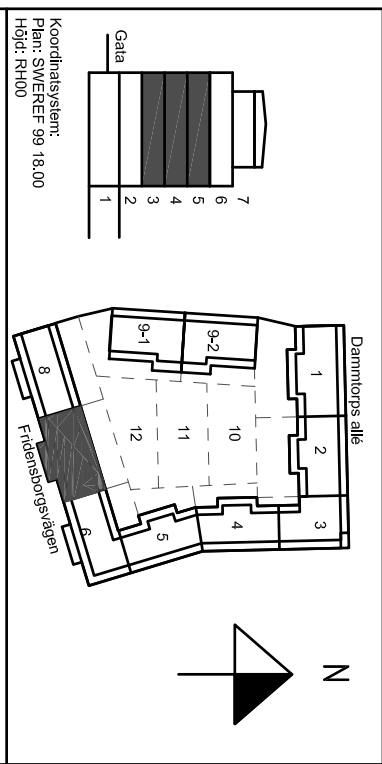 Gata
1
2
3
4
5
6
7
Koordinatsystem:
Plan: SWEREF 99 18.00
Höjd: RH00
Dammtorps allé
1
2
3
4
5
6
8
9-1
9-2
10
11
12
Fridensborgsvägen
N